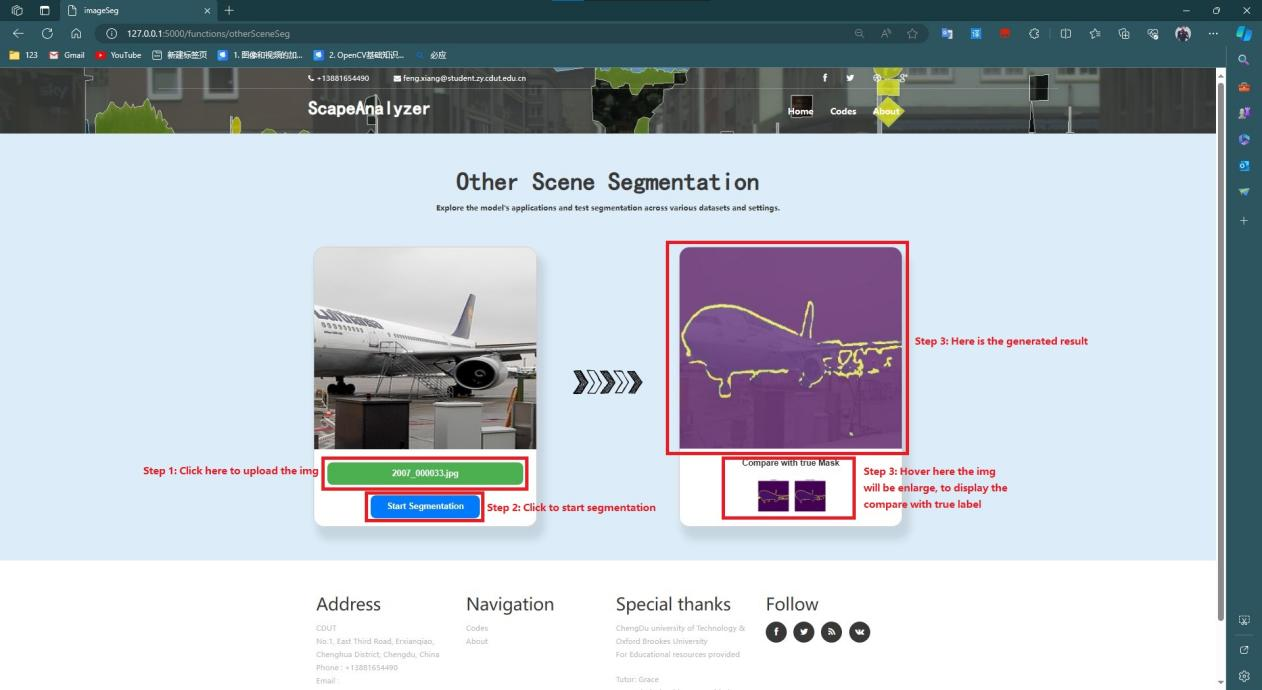 imageSeg
127.0.0.1:5000/functions/otherSceneSeg
123
Gmail
YouTube
新建标签页
1. 图像和视频的加...
2. OpenCV基础知识...
必应
+13881654490
feng.xiang@student.zy.cdut.edu.cn
ScapeAnalyzer
Home
Codes
About
Other Scene Segmentation
Explore the model's applications and test segmentation across various datasets and settings.
Step 3: Here is the generated result
Step 1: Click here to upload the img
2007_000033.jpg
Start Segmentation
Step 2: Click to start segmentation
Compare with true Mask
Step 3: Hover here the img
will be enlarge, to display the
compare with true label
Address
CDUT
No.1, East Third Road, Erxianqiao,
Chenghua District; Chengdu, China
Phone : +13881654490
Email :
Navigation
Codes
About
Special thanks
ChengDu university of Technology &
Oxford Brookes University
For Educational resources provided
Tutor: Grace
Follow